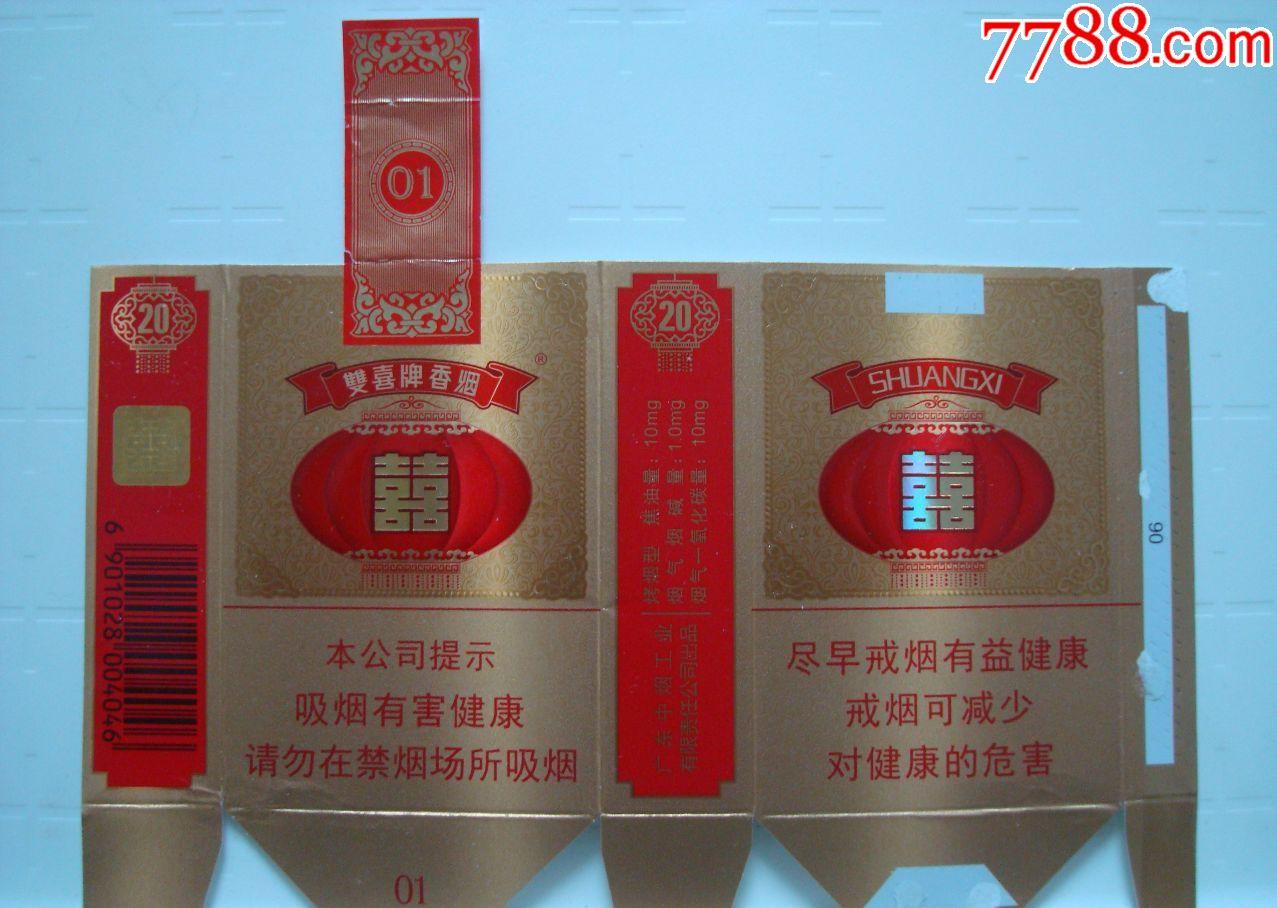 7788.com
01
20
6 901028 004046
雙喜牌香烟
®
囍
本公司提示
吸烟有害健康
请勿在禁烟场所吸烟
01
20
烤烟型 焦油量：10mg
烟气烟碱量：1.0mg
烟气一氧化碳量：10mg
广东中烟工业
有限责任公司出品
SHUANGXI
囍
尽早戒烟有益健康
戒烟可减少
对健康的危害
90